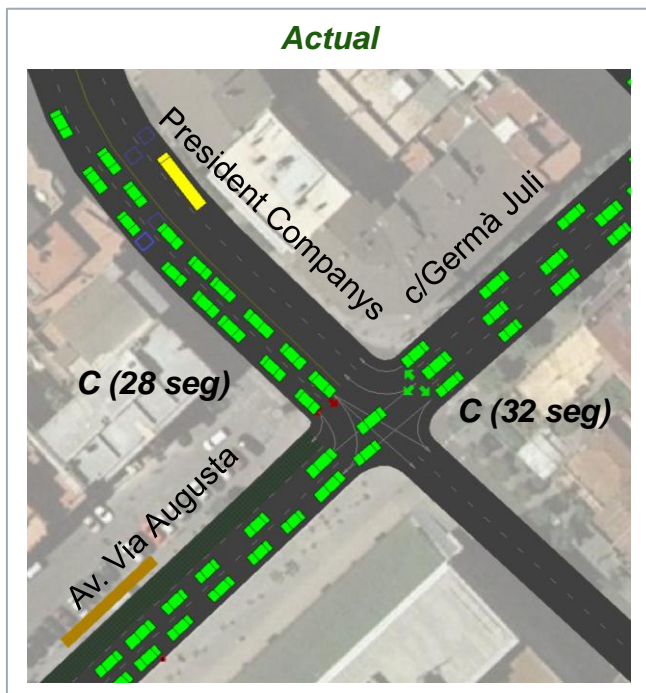 Actual
President Companys
c/Germà Juli
C (28 seg)
C (32 seg)
Av. Via Augusta